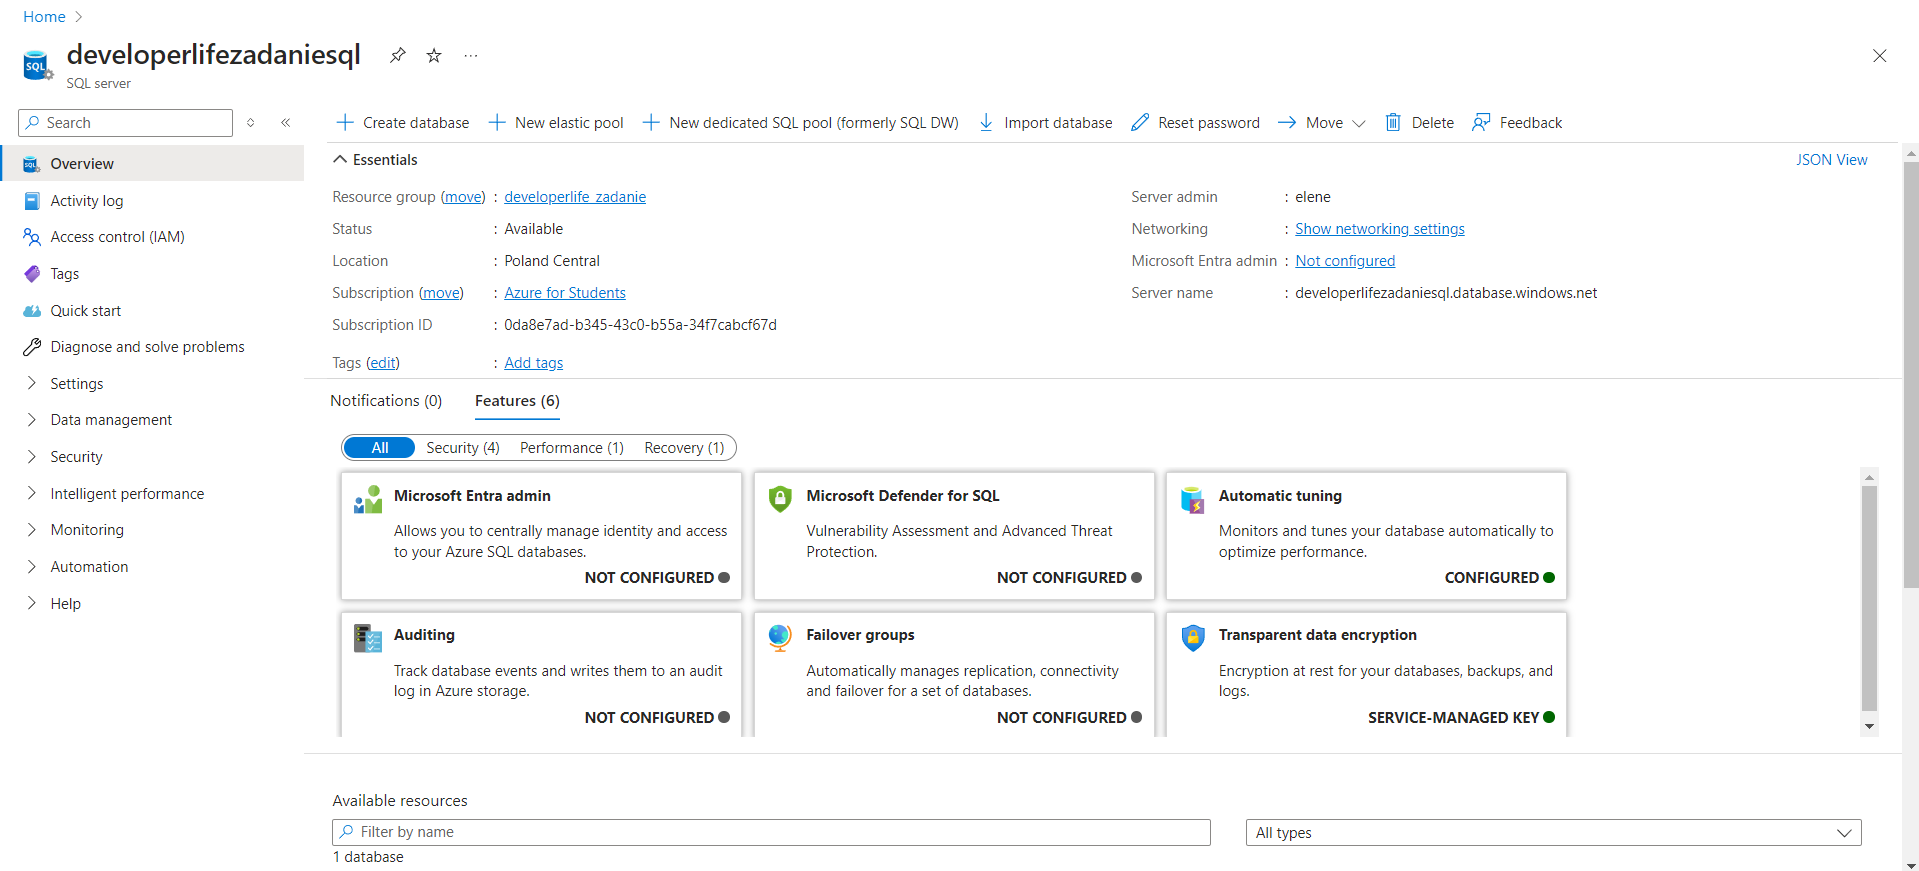 Home
developerlifezadaniesql
SQL
SQL server
Search
Create database
New elastic pool
New dedicated SQL pool (formerly SQL DW)
Import database
Reset password
Move
Delete
Feedback
Overview
Activity log
Access control (IAM)
Tags
Quick start
Diagnose and solve problems
Settings
Data management
Security
Intelligent performance
Monitoring
Automation
Help
Essentials
JSON View
Resource group (move) : developerlife_zadanie
Status : Available
Location : Poland Central
Subscription (move) : Azure for Students
Subscription ID : 0da8e7ad-b345-43c0-b55a-34f7cabcf67d
Tags (edit) : Add tags
Server admin : elene
Networking : Show networking settings
Microsoft Entra admin : Not configured
Server name : developerlifezadaniesql.database.windows.net
Notifications (0)
Features (6)
All
Security (4)
Performance (1)
Recovery (1)
Microsoft Entra admin
Allows you to centrally manage identity and access
to your Azure SQL databases.
NOT CONFIGURED
Microsoft Defender for SQL
Vulnerability Assessment and Advanced Threat
Protection.
NOT CONFIGURED
Automatic tuning
Monitors and tunes your database automatically to
optimize performance.
CONFIGURED
Auditing
Track database events and writes them to an audit
log in Azure storage.
NOT CONFIGURED
Failover groups
Automatically manages replication, connectivity
and failover for a set of databases.
NOT CONFIGURED
Transparent data encryption
Encryption at rest for your databases, backups, and
logs.
SERVICE-MANAGED KEY
Available resources
Filter by name
All types
1 database